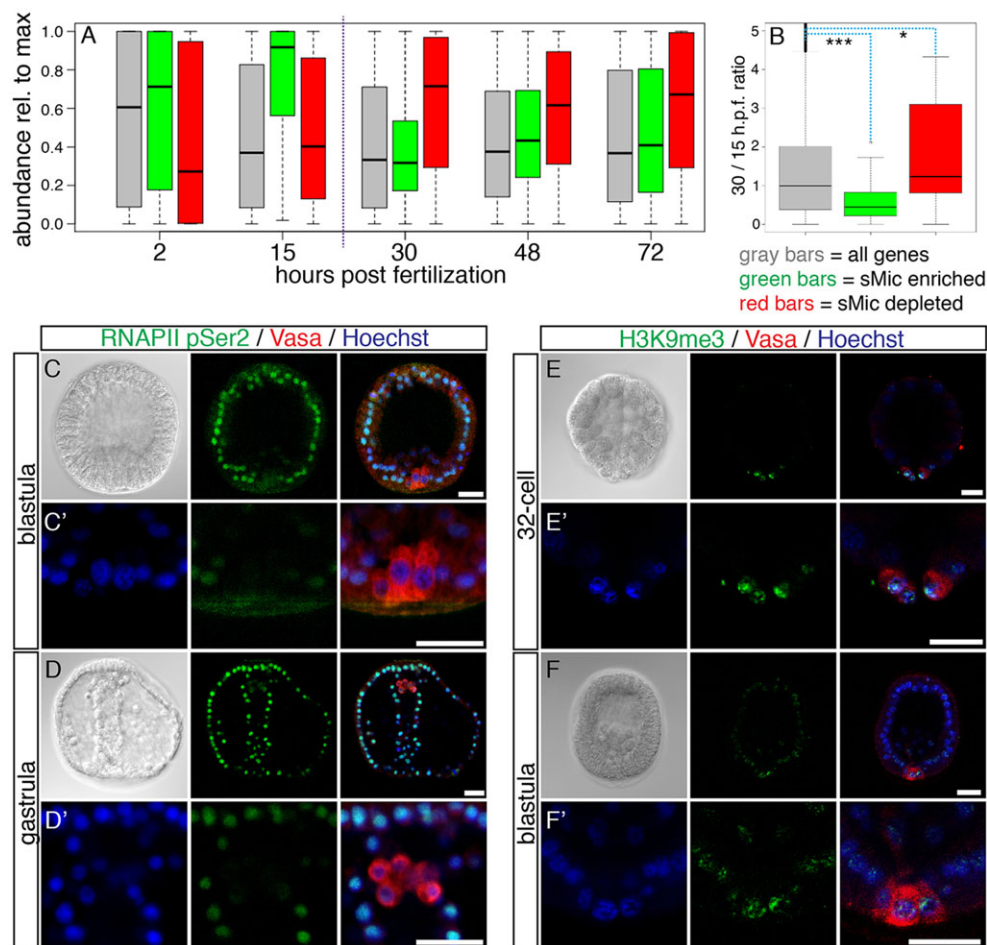 A
abundance rel. to max
1.0
0.8
0.6
0.4
0.2
0.0
2
15
30
48
72
hours post fertilization
B
30 / 15 h.p.f. ratio
5
4
3
2
1
0
***
*
gray bars = all genes
green bars = sMic enriched
red bars = sMic depleted
RNAPII pSer2 / Vasa / Hoechst
blastula
C
C'
gastrula
D
D'
H3K9me3 / Vasa / Hoechst
32-cell
E
E'
blastula
F
F'